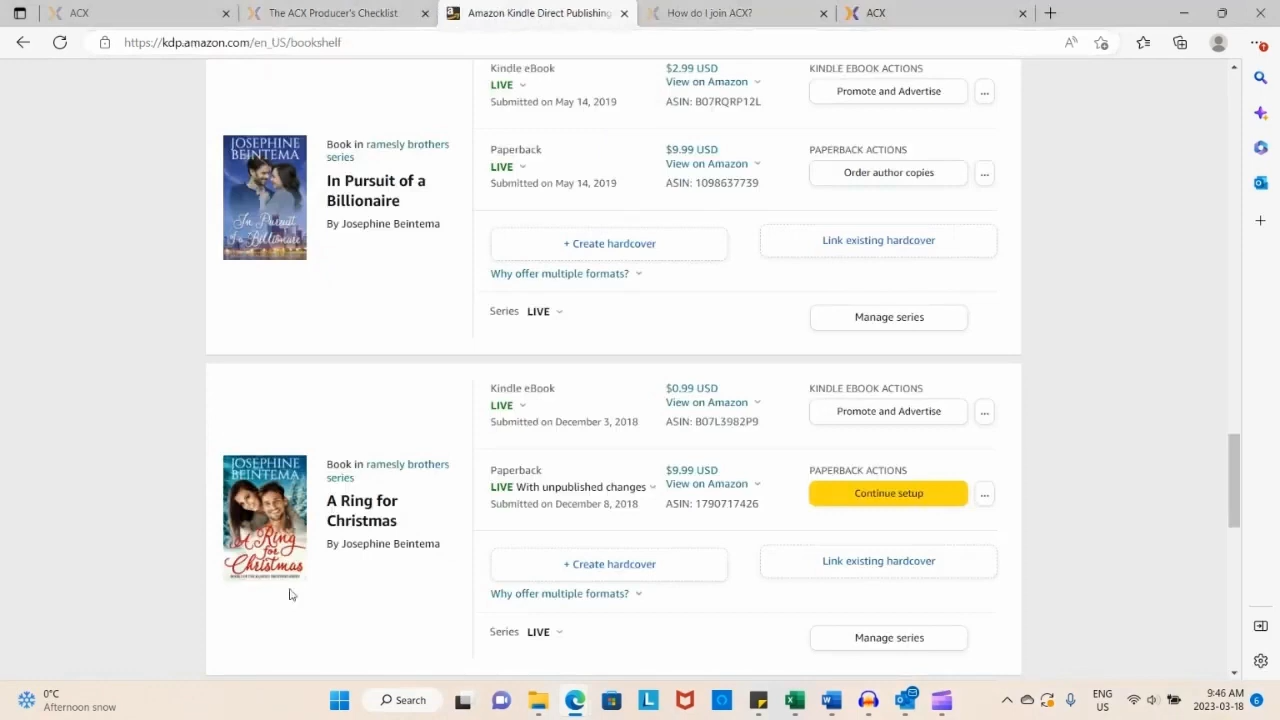 ACX
The ACX Producer's Checklist
Amazon Kindle Direct Publishing
How do I join ACX?
ACX
https://kdp.amazon.com/en_US/bookshelf
Kindle eBook
$2.99 USD
KINDLE EBOOK ACTIONS
LIVE
View on Amazon
Promote and Advertise
...
Submitted on May 14, 2019
ASIN: B07RQRP12L
JOSEPHINE
BEINTEMA
In Pursuit
of a Billionaire
Book in ramesly brothers
series
In Pursuit of a
Billionaire
By Josephine Beintema
Paperback
$9.99 USD
PAPERBACK ACTIONS
LIVE
View on Amazon
Order author copies
...
Submitted on May 14, 2019
ASIN: 1098637739
+ Create hardcover
Link existing hardcover
Why offer multiple formats?
Series LIVE
Manage series
Kindle eBook
$0.99 USD
KINDLE EBOOK ACTIONS
LIVE
View on Amazon
Promote and Advertise
...
Submitted on December 3, 2018
ASIN: B07L3982P9
JOSEPHINE
BEINTEMA
A Ring
for
Christmas
Book in ramesly brothers
series
A Ring for
Christmas
By Josephine Beintema
Paperback
$9.99 USD
PAPERBACK ACTIONS
LIVE With unpublished changes
View on Amazon
Continue setup
...
Submitted on December 8, 2018
ASIN: 1790717426
+ Create hardcover
Link existing hardcover
Why offer multiple formats?
Series LIVE
Manage series
0°C
Afternoon snow
Search
ENG
US
9:46 AM
2023-03-18
6